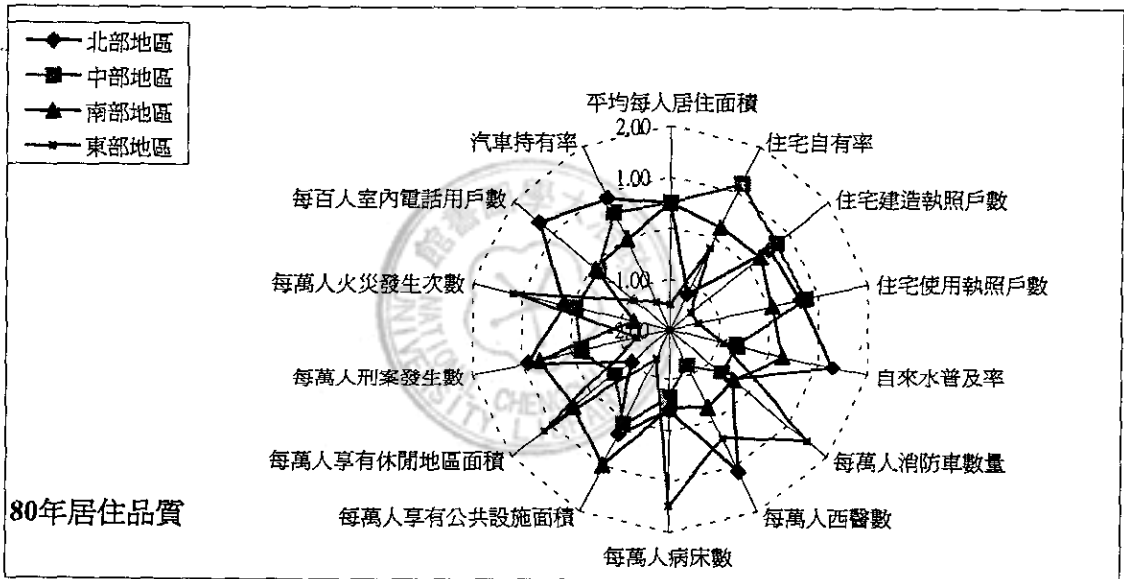 北部地區
中部地區
南部地區
東部地區
平均每人居住面積
2.00
住宅自有率
1.00
住宅建造執照戶數
住宅使用執照戶數
1.00
自來水普及率
每萬人消防車數量
每萬人西醫數
每萬人病床數
每萬人享有公共設施面積
每萬人享有休閒地區面積
每萬人刑案發生數
每萬人火災發生次數
每百人室內電話用戶數
汽車持有率
80年居住品質